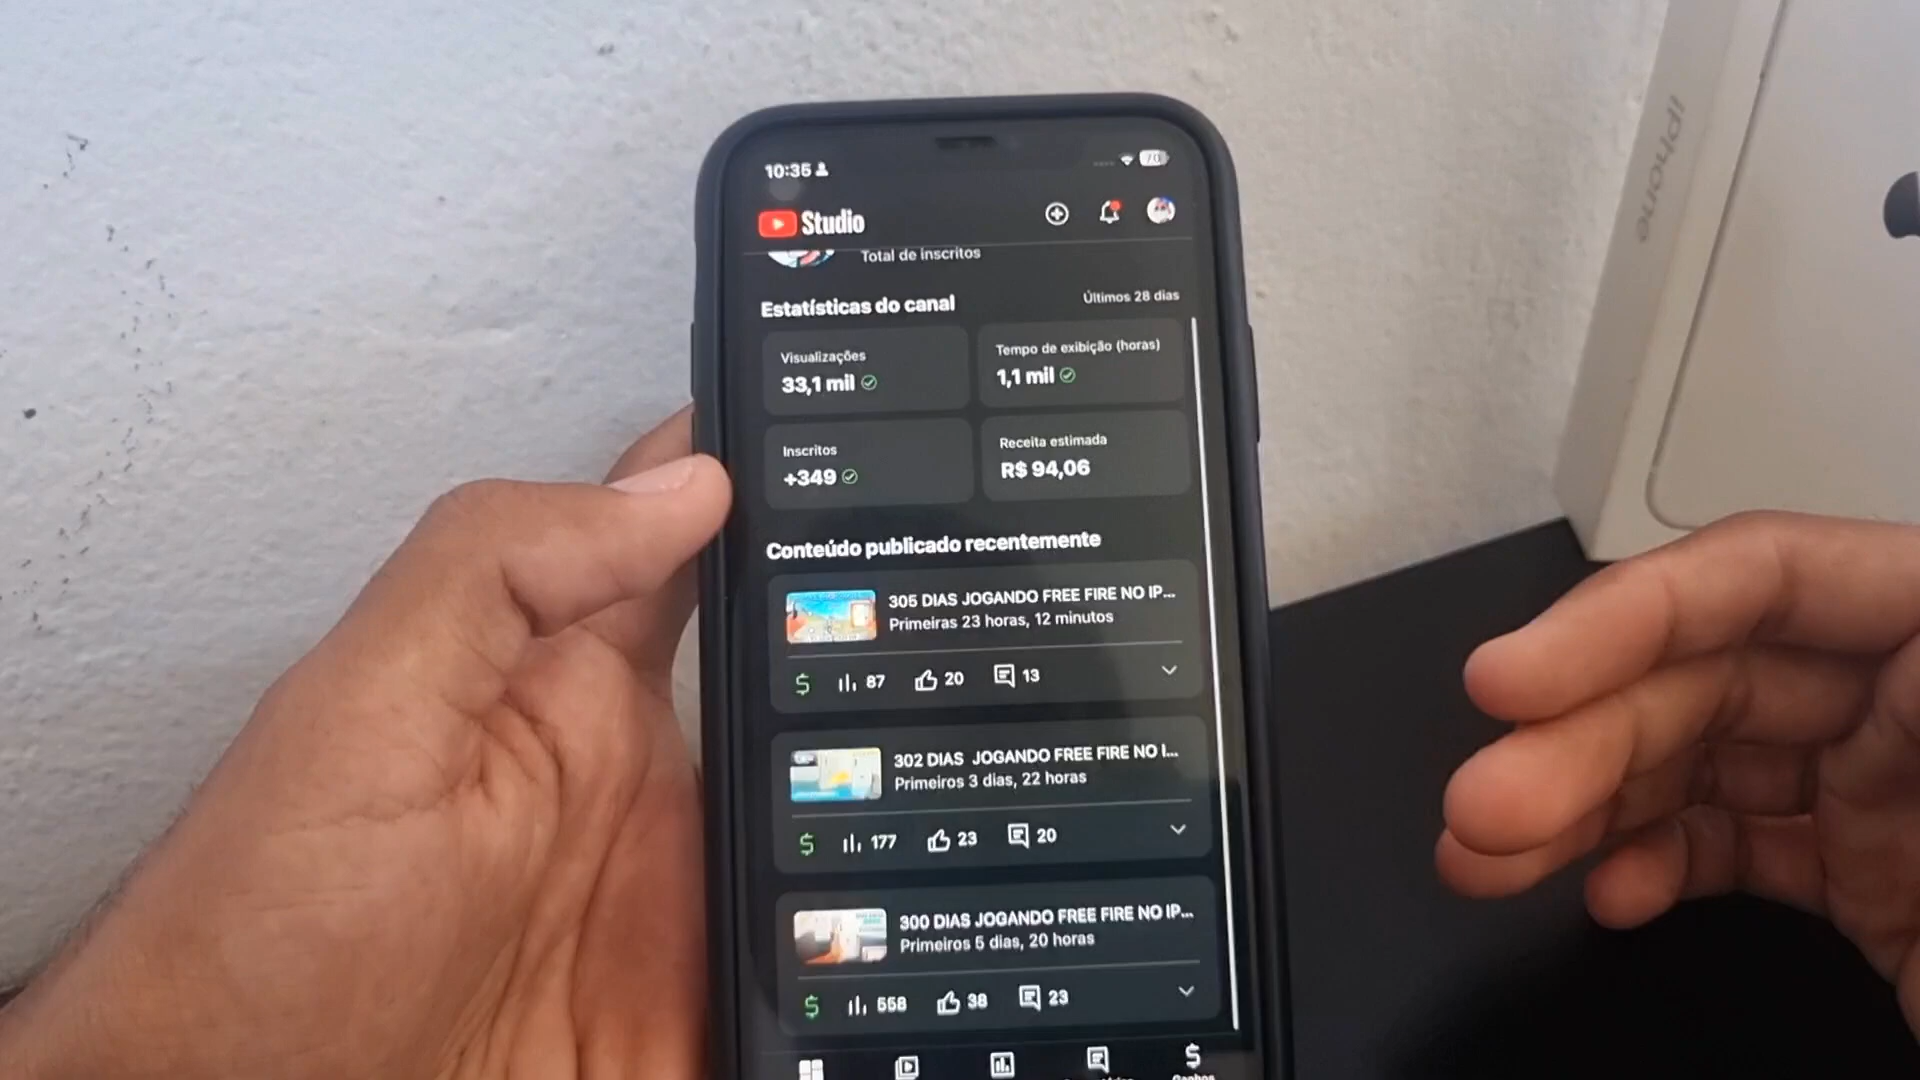 10:35
70
Studio
Total de inscritos
Estatísticas do canal
Últimos 28 dias
Visualizações
33,1 mil
Tempo de exibição (horas)
1,1 mil
Inscritos
+349
Receita estimada
R$ 94,06
Conteúdo publicado recentemente
305 DIAS JOGANDO FREE FIRE NO IP...
Primeiras 23 horas, 12 minutos
$ 87 20 13
302 DIAS JOGANDO FREE FIRE NO I...
Primeiros 3 dias, 22 horas
$ 177 23 20
300 DIAS JOGANDO FREE FIRE NO IP...
Primeiros 5 dias, 20 horas
$ 558 38 23
$
Ganhos
iPhone